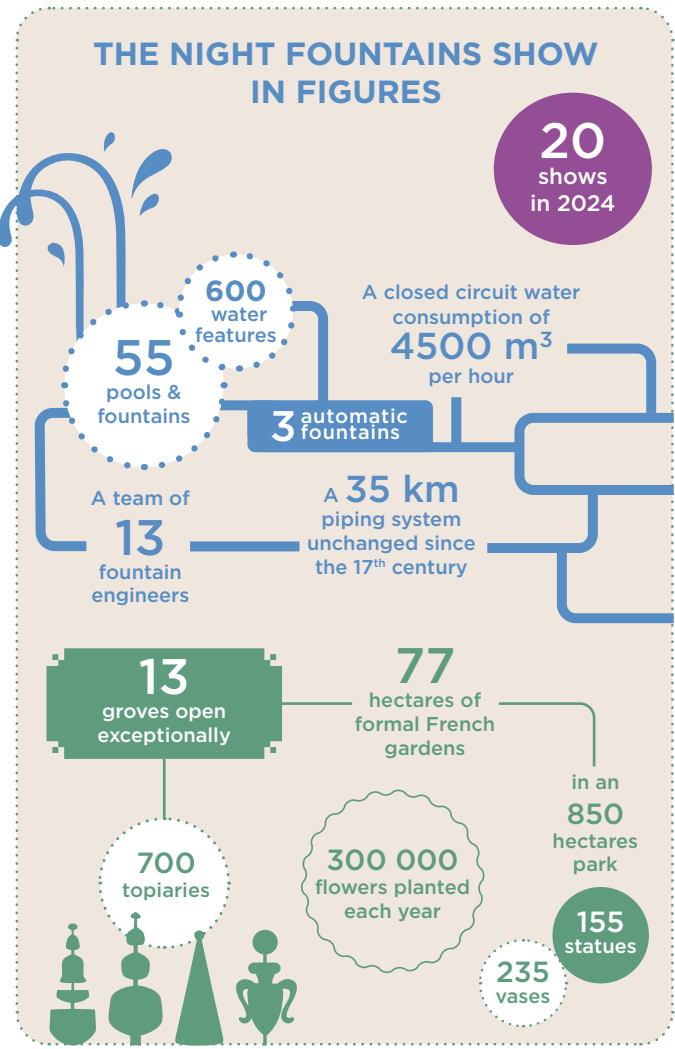 THE NIGHT FOUNTAINS SHOW
IN FIGURES
20
shows
in 2024
600
water
features
55
pools &
fountains
A closed circuit water
consumption of
4500 m³
per hour
3 automatic
fountains
A team of
13
fountain
engineers
A 35 km
piping system
unchanged since
the 17th century
13
groves open
exceptionally
77
hectares of
formal French
gardens
in an
850
hectares
park
700
topiaries
300 000
flowers planted
each year
155
statues
235
vases